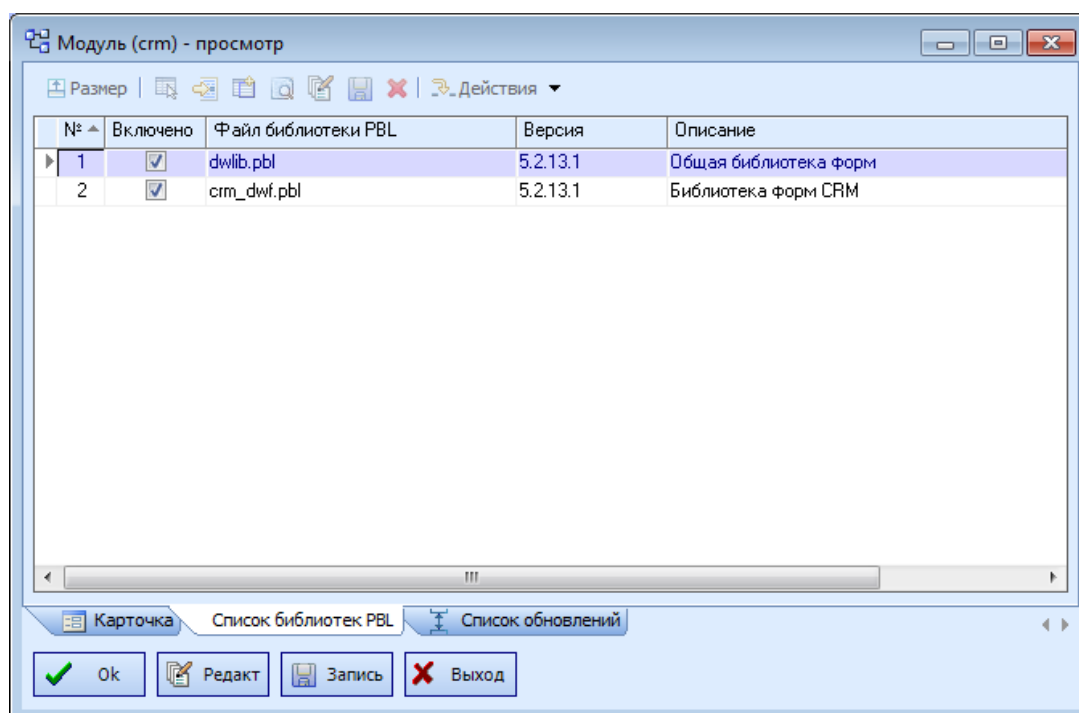 Модуль (crm) - просмотр
Размер Действия
№ Включено Файл библиотеки PBL Версия Описание
1 dwlib.pbl 5.2.13.1 Общая библиотека форм
2 crm_dwf.pbl 5.2.13.1 Библиотека форм CRM
Карточка Список библиотек PBL Список обновлений
Ok Редакт Запись Выход